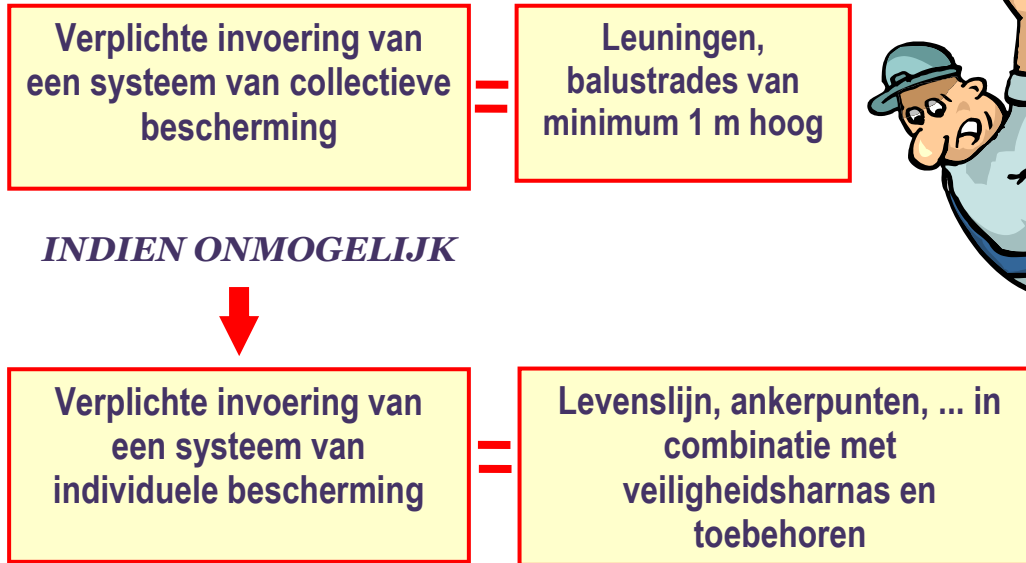 Verplichte invoering van
een systeem van collectieve
bescherming
=
Leuningen,
balustrades van
minimum 1 m hoog
INDIEN ONMOGELIJK
Verplichte invoering van
een systeem van
individuele bescherming
=
Levenslijn, ankerpunten, ... in
combinatie met
veiligheidsharnas en
toebehoren